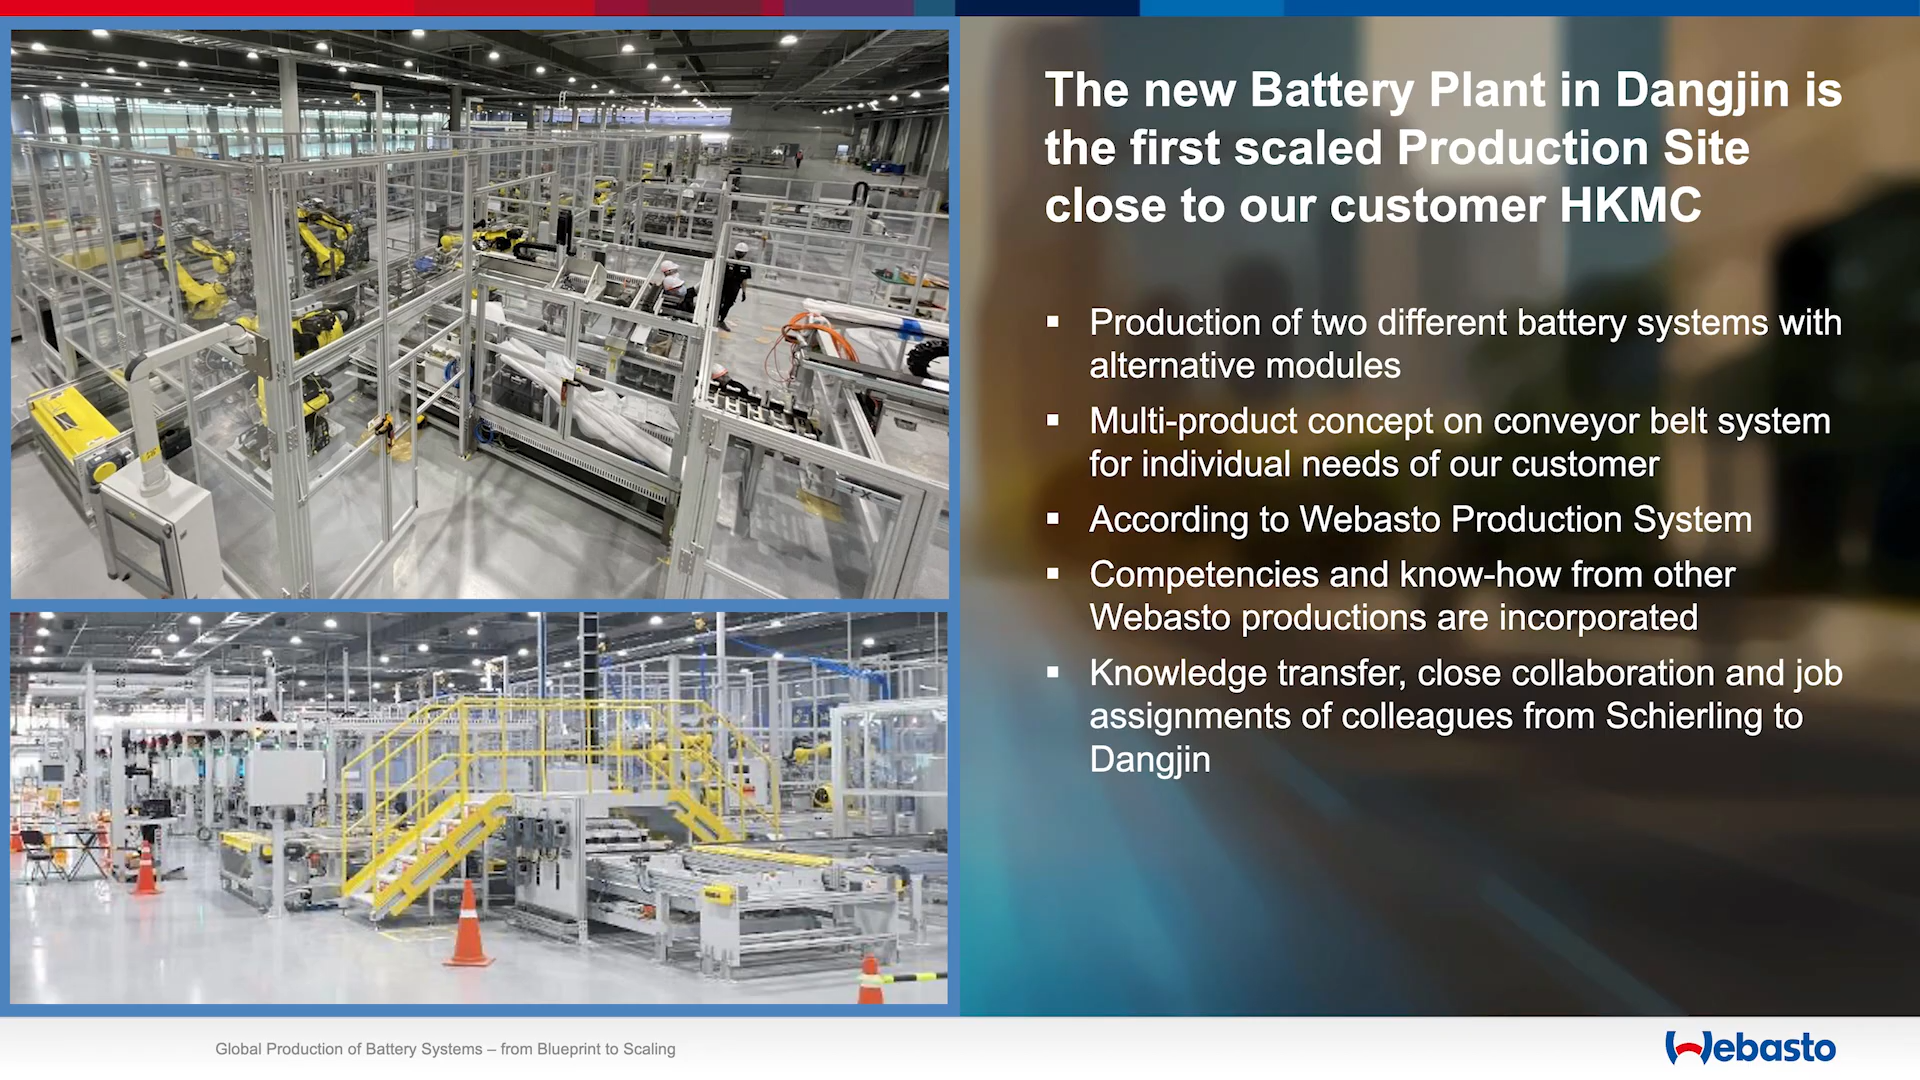 The new Battery Plant in Dangjin is
the first scaled Production Site
close to our customer HKMC
▪ Production of two different battery systems with
alternative modules
▪ Multi-product concept on conveyor belt system
for individual needs of our customer
▪ According to Webasto Production System
▪ Competencies and know-how from other
Webasto productions are incorporated
▪ Knowledge transfer, close collaboration and job
assignments of colleagues from Schierling to
Dangjin
Global Production of Battery Systems – from Blueprint to Scaling
Webasto